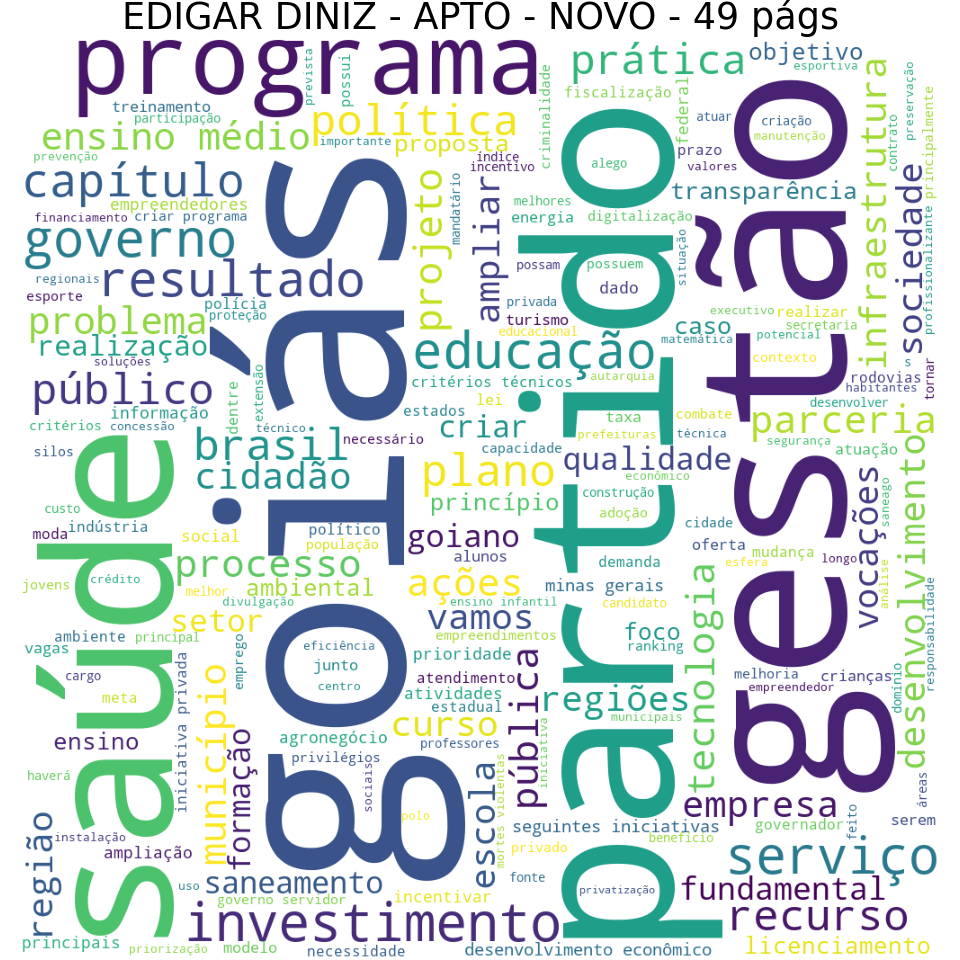 EDIGAR DINIZ - APTO - NOVO - 49 págs
programa
prevista
possui
criminalidade
prática
objetivo
esportiva
fiscalização
federal
infraestrutura
contrato
preservação
principalmente
treinamento
participação
política
importante
proposta
ensino médio
prevenção
índice
incentivo
alego
prazo
valores
atuar
criação
manutenção
capítulo
empreendedores
financiamento
criar programa
governo
regionais
resultado
esporte
polícia
proteção
problema
realização
soluções
público
goiás
projeto
mandatário
ampliar
melhores
energia
digitalização
possam
possuem
dado
privada
turismo
educacional
partido
situação
transparência
gestão
sociedade
profissionalizante
executivo
realizar
secretaria
caso
potencial
matemática
contexto
s
rodovias
habitantes
tornar
desenvolver
educação
critérios técnicos
autarquia
lei
estados
criar
taxa
prefeituras
combate
técnica
parceria
segurança
atuação
informação
critérios
concessão
dentre
extensão
técnico
necessário
brasil
cidadão
silos
saúde
capacidade
plano
qualidade
econômico
princípio
construção
adoção
vocações
saneago
desenvolvimento
custo
moda
indústria
social
político
população
goiano
alunos
cidade
oferta
mudança
esfera
longo
análise
demanda
processo
jovens
crédito
melhor
ambiental
ações
minas gerais
divulgação
ensino infantil
candidato
setor
vamos
empreendimentos
tecnologia
responsabilidade
ambiente
principal
vagas
emprego
eficiência
junto
prioridade
foco
ranking
cargo
centro
atendimento
pública
melhoria
crianças
empreendedor
domínio
meta
iniciativa privada
município
atividades
estadual
regiões
municipais
ensino
formação
agronegócio
curso
professores
iniciativa
privilégios
sociais
escola
mortes violentas
haverá
polo
empresa
áreas
região
instalação
ampliação
seguintes iniciativas
benefício
governador
feito
serem
privado
serviço
uso
saneamento
fonte
privatização
fundamental
governo servidor
incentivar
investimento
recurso
principais
priorização
modelo
necessidade
desenvolvimento econômico
licenciamento